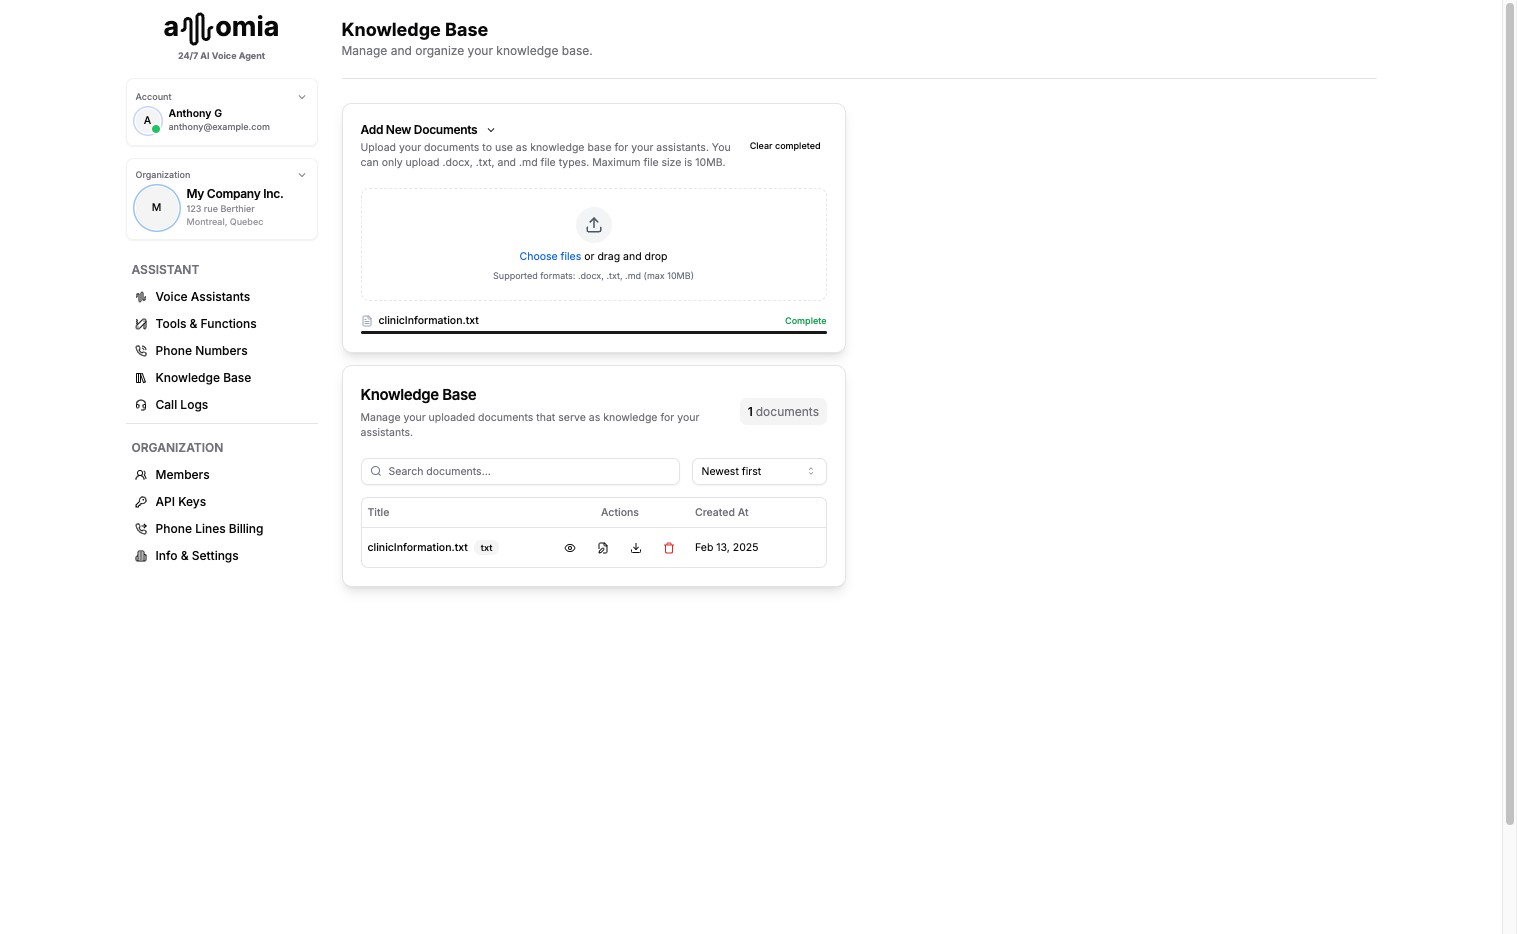 allomia
24/7 AI Voice Agent
Account
A
Anthony G
anthony@example.com
Organization
M
My Company Inc.
123 rue Berthier
Montreal, Quebec
ASSISTANT
Voice Assistants
Tools & Functions
Phone Numbers
Knowledge Base
Call Logs
ORGANIZATION
Members
API Keys
Phone Lines Billing
Info & Settings
Knowledge Base
Manage and organize your knowledge base.
Add New Documents
Upload your documents to use as knowledge base for your assistants. You
can only upload .docx, .txt, and .md file types. Maximum file size is 10MB.
Clear completed
Choose files or drag and drop
Supported formats: .docx, .txt, .md (max 10MB)
clinicInformation.txt Complete
Knowledge Base
Manage your uploaded documents that serve as knowledge for your
assistants.
1 documents
Search documents... Newest first
Title Actions Created At
clinicInformation.txt txt Feb 13, 2025